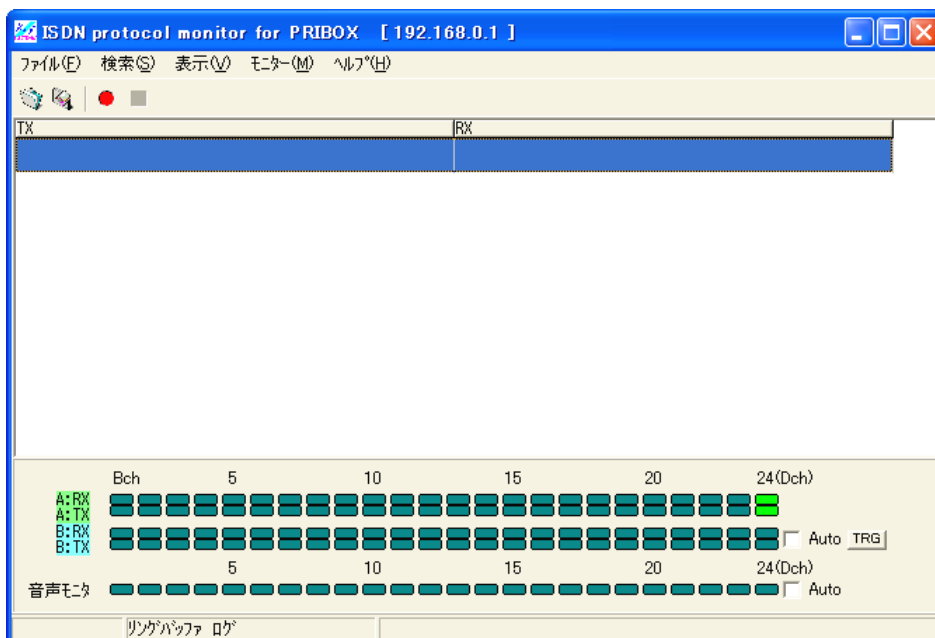 ISDN protocol monitor for PRIBOX [ 192.168.0.1 ]
ﾌｧｲﾙ(F) 検索(S) 表示(V) ﾓﾆﾀｰ(M) ﾍﾙﾌﾟ(H)
TX RX
Bch 5 10 15 20 24(Dch)
A:RX
A:TX
B:RX
B:TX Auto TRG
5 10 15 20 24(Dch)
音声ﾓﾆﾀ Auto
ﾘﾝｸﾞﾊﾞｯﾌｧ ﾛｸﾞ